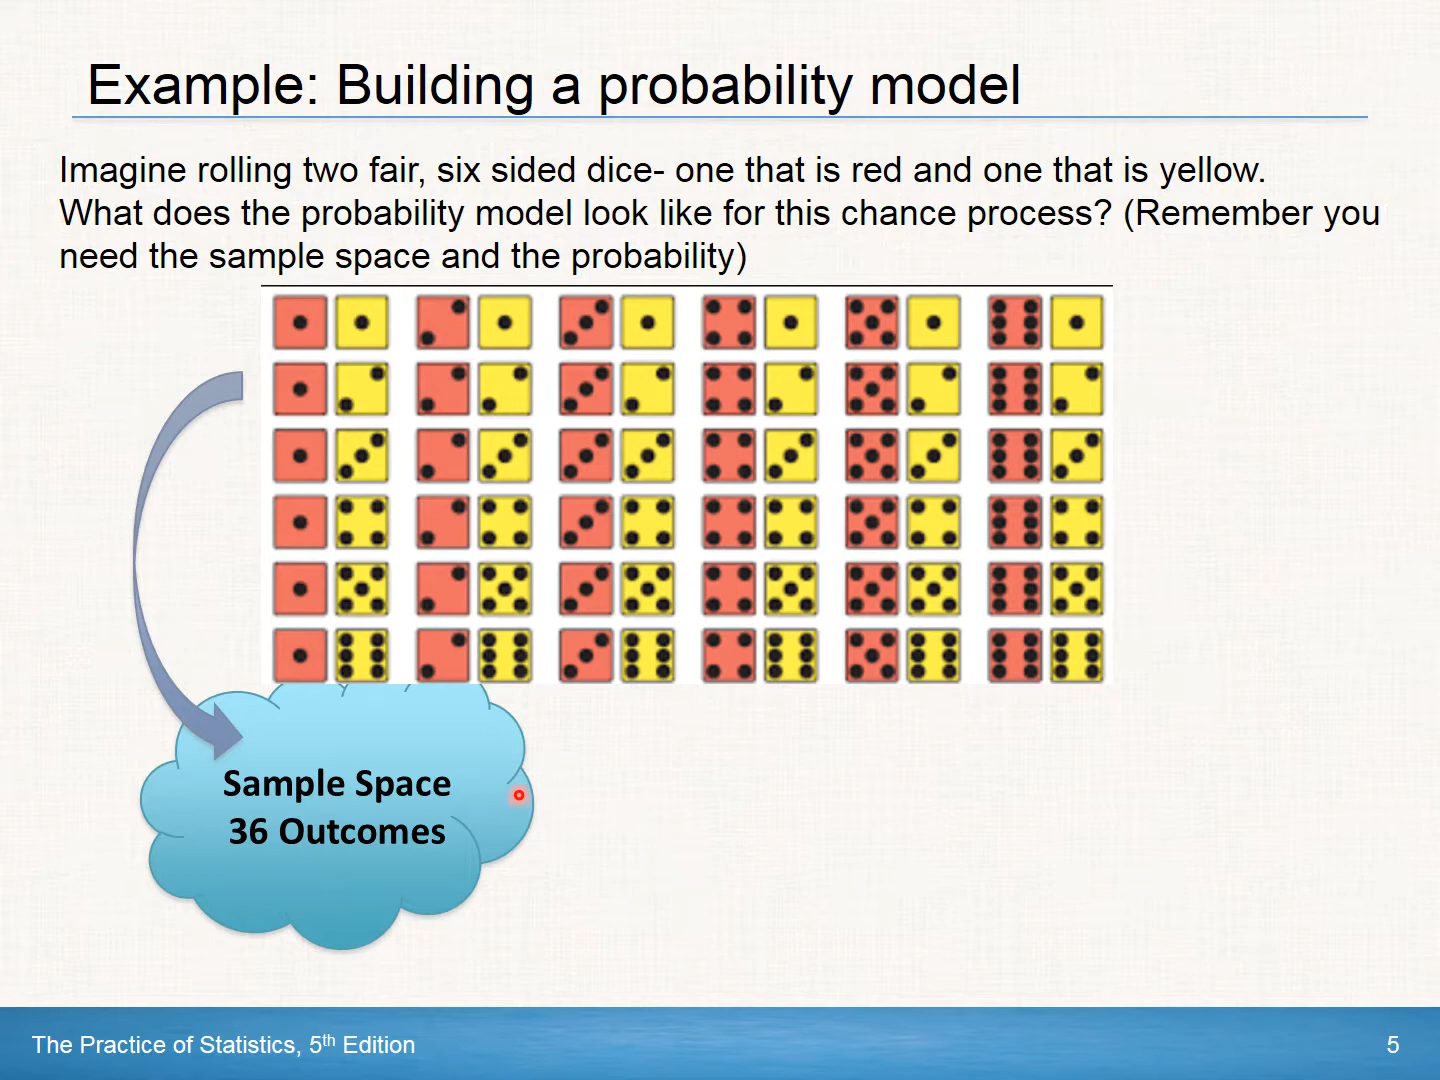 Example: Building a probability model
Imagine rolling two fair, six sided dice- one that is red and one that is yellow.
What does the probability model look like for this chance process? (Remember you
need the sample space and the probability)
Sample Space
36 Outcomes
The Practice of Statistics, 5th Edition
5